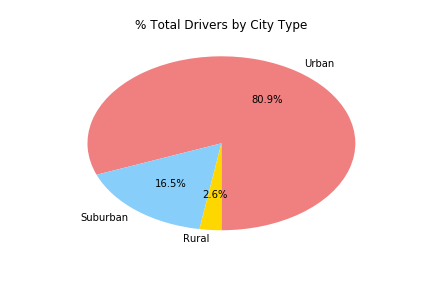 % Total Drivers by City Type
Urban
80.9%
16.5%
2.6%
Suburban
Rural